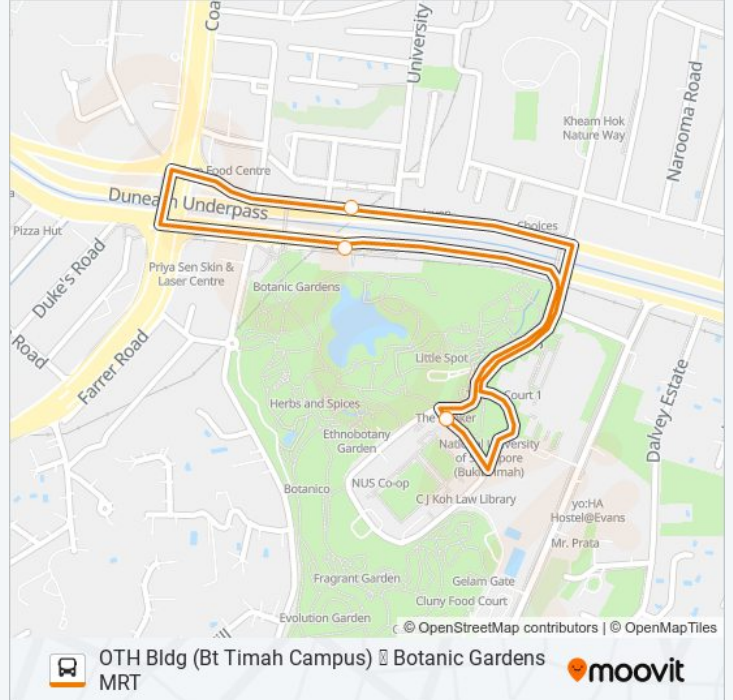 Coa
University
Kheam Hok
Nature Way
Narooma Road
Food Centre
Dunearn Underpass
Choices
Pizza Hut
Duke's Road
Priya Sen Skin &
Laser Centre
Botanic Gardens
Road
Farrer Road
Little Spot
Court 1
Herbs and Spices
The
Ethnobotany
Garden
National University
of Singapore
(Bukit Timah)
Dalvey Estate
Botanico
NUS Co-op
C J Koh Law Library
yo:HA
Hostel@Evans
Mr. Prata
Fragrant Garden
Gelam Gate
Cluny Food Court
Evolution Garden
© OpenStreetMap contributors | © OpenMapTiles
OTH Bldg (Bt Timah Campus) Botanic Gardens
MRT
moovit